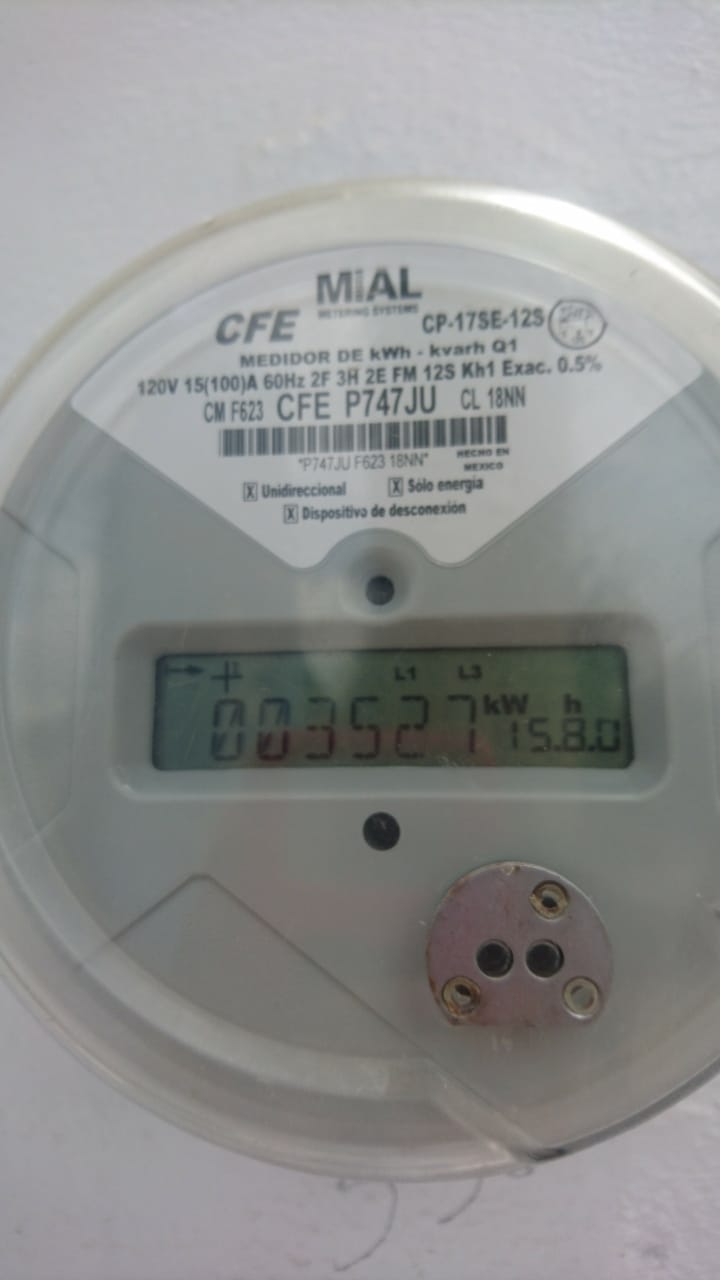 MiAL
METERING SYSTEMS
CFE CP-17SE-12S
MEDIDOR DE kWh - kvarh Q1
120V 15(100)A 60Hz 2F 3H 2E FM 12S Kh1 Exac. 0.5%
CM F623 CFE P747JU CL 18NN
*P747JU F623 18NN*
HECHO EN
MEXICO
X Unidireccional X Sólo energía
X Dispositivo de desconexión
L1 L3
003527 kW h 15.8.0